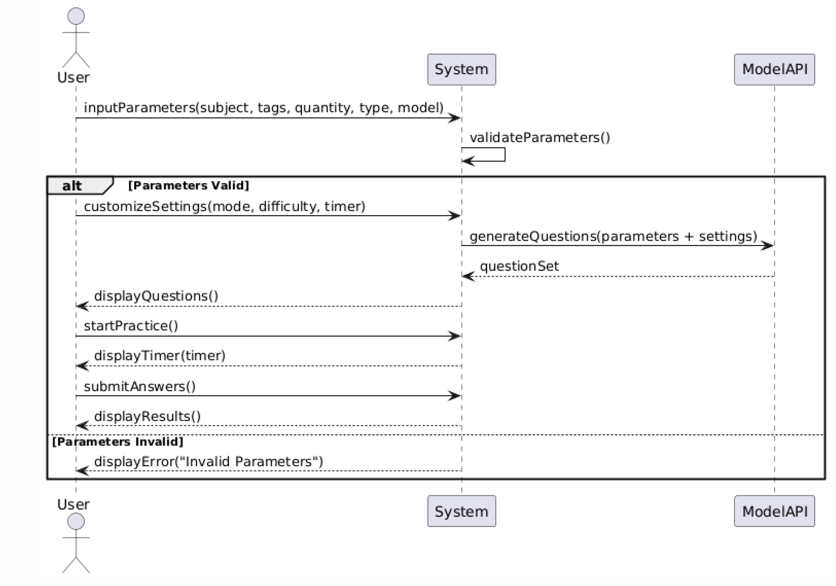 User
System
ModelAPI
inputParameters(subject, tags, quantity, type, model)
validateParameters()
alt [Parameters Valid]
customizeSettings(mode, difficulty, timer)
generateQuestions(parameters + settings)
questionSet
displayQuestions()
startPractice()
displayTimer(timer)
submitAnswers()
displayResults()
[Parameters Invalid]
displayError("Invalid Parameters")
User
System
ModelAPI